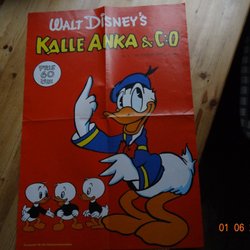 WALT DISNEY'S
KALLE ANKA & C:O
PRIS
60
ÖRE
01 06